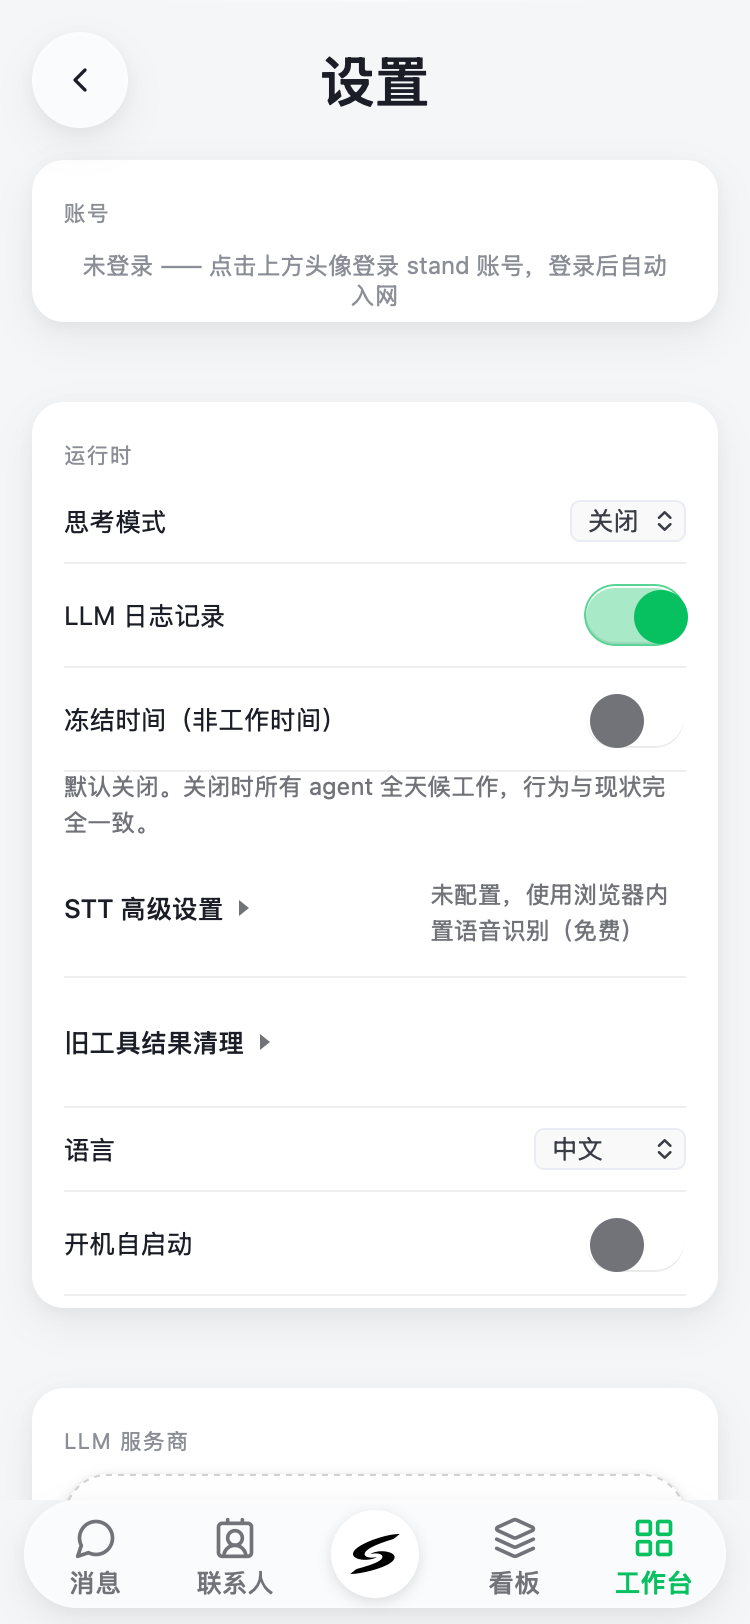 设置
账号
未登录 —— 点击上方头像登录 stand 账号，登录后自动
入网
运行时
思考模式
关闭
LLM 日志记录
冻结时间（非工作时间）
默认关闭。关闭时所有 agent 全天候工作，行为与现状完
全一致。
STT 高级设置
未配置，使用浏览器内
置语音识别（免费）
旧工具结果清理
语言
中文
开机自启动
LLM 服务商
消息
联系人
看板
工作台